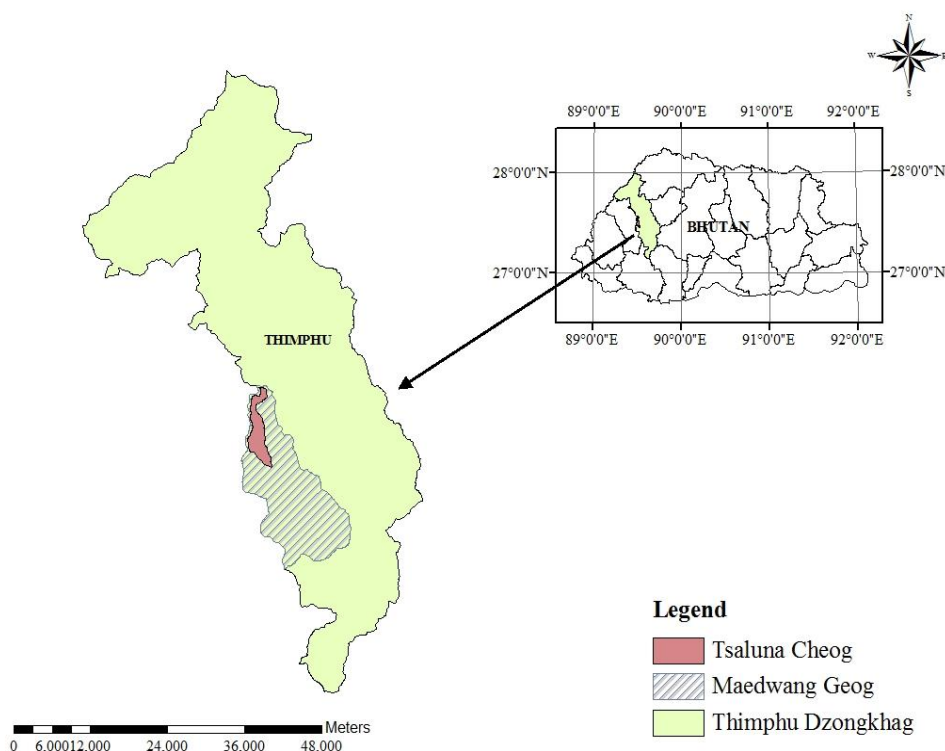 N
W E
S
89°0'0"E 90°0'0"E 91°0'0"E 92°0'0"E
28°0'0"N 28°0'0"N
BHUTAN
27°0'0"N 27°0'0"N
89°0'0"E 90°0'0"E 91°0'0"E 92°0'0"E
THIMPHU
Legend
Tsaluna Cheog
Maedwang Geog
Thimphu Dzongkhag
Meters
0 6.00012.000 24.000 36.000 48.000